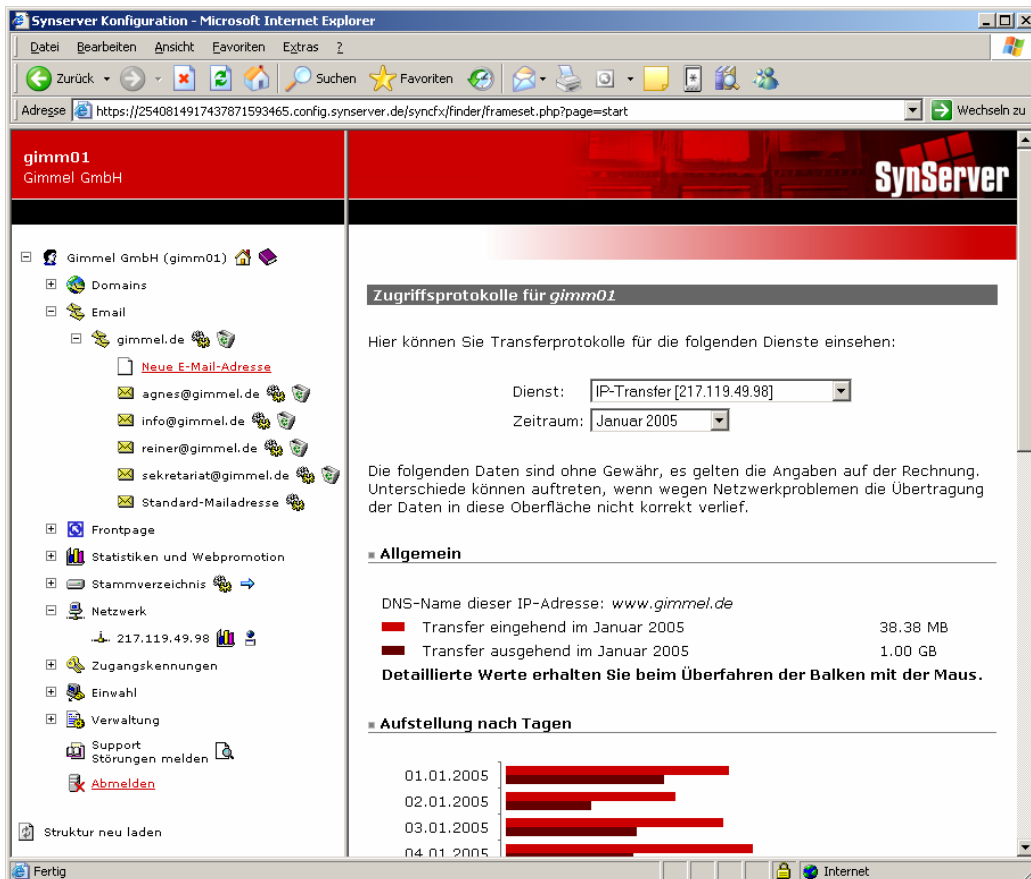 Synserver Konfiguration - Microsoft Internet Explorer
Datei Bearbeiten Ansicht Favoriten Extras ?
Zurück Suchen Favoriten
Adresse https://2540814917437871593465.config.synserver.de/syncfx/finder/frameset.php?page=start Wechseln zu
gimm01
Gimmel GmbH
SynServer
Gimmel GmbH (gimm01)
Domains
Email
gimmel.de
Neue E-Mail-Adresse
agnes@gimmel.de
info@gimmel.de
reiner@gimmel.de
sekretariat@gimmel.de
Standard-Mailadresse
Frontpage
Statistiken und Webpromotion
Stammverzeichnis
Netzwerk
217.119.49.98
Zugangskennungen
Einwahl
Verwaltung
Support
Störungen melden
Abmelden
Struktur neu laden
Zugriffsprotokolle für gimm01
Hier können Sie Transferprotokolle für die folgenden Dienste einsehen:
Dienst: IP-Transfer [217.119.49.98]
Zeitraum: Januar 2005
Die folgenden Daten sind ohne Gewähr, es gelten die Angaben auf der Rechnung.
Unterschiede können auftreten, wenn wegen Netzwerkproblemen die Übertragung
der Daten in diese Oberfläche nicht korrekt verlief.
Allgemein
DNS-Name dieser IP-Adresse: www.gimmel.de
Transfer eingehend im Januar 2005 38.38 MB
Transfer ausgehend im Januar 2005 1.00 GB
Detaillierte Werte erhalten Sie beim Überfahren der Balken mit der Maus.
Aufstellung nach Tagen
01.01.2005
02.01.2005
03.01.2005
04.01.2005
Fertig Internet